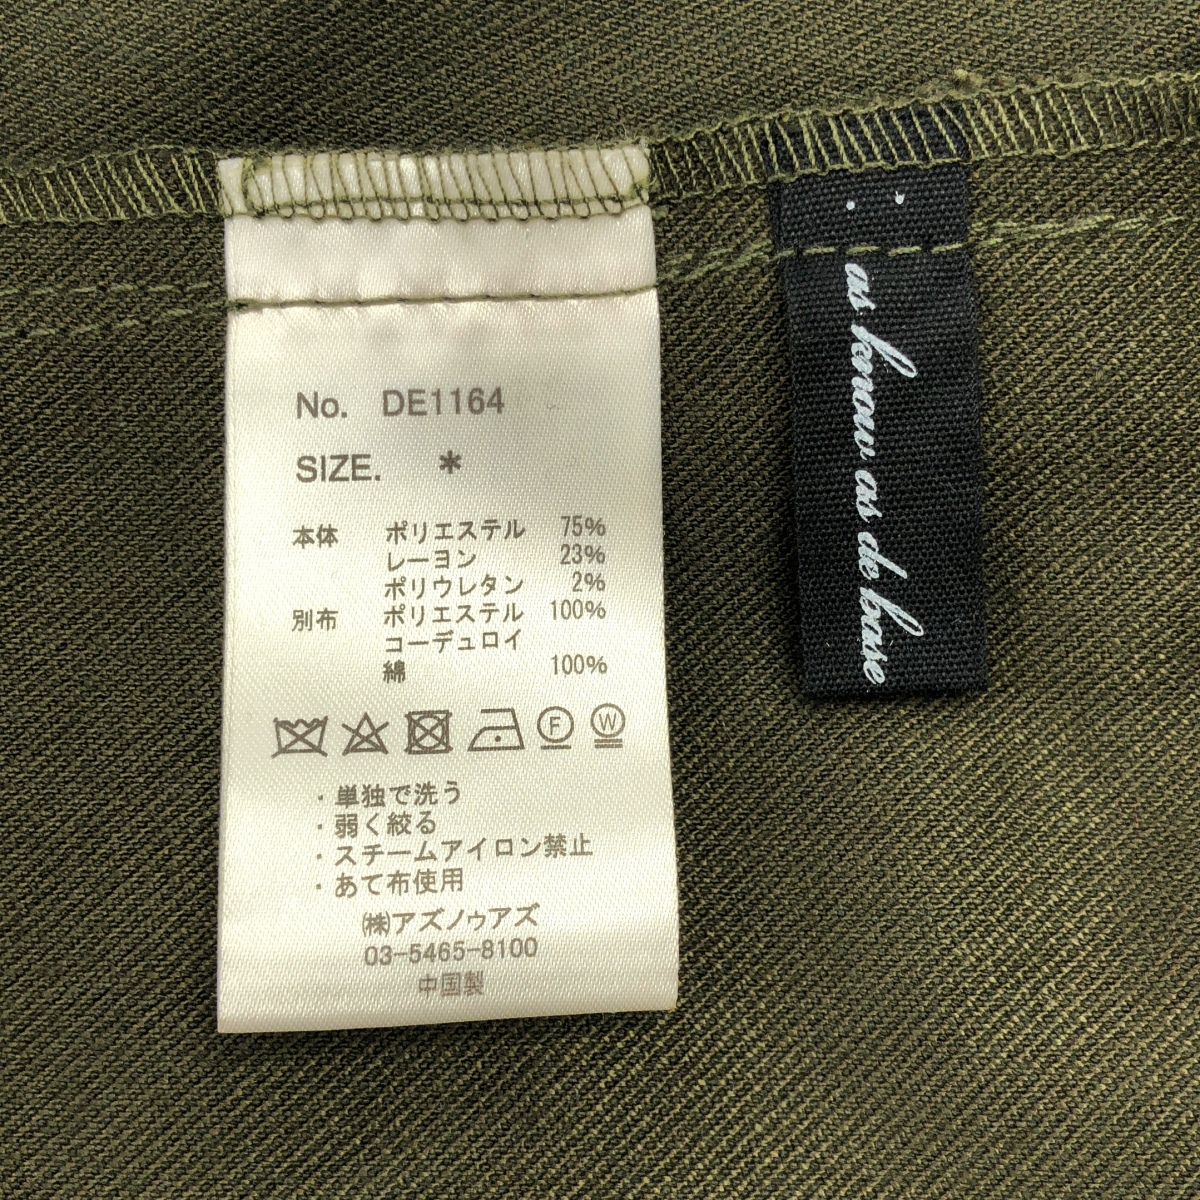 No. DE1164
SIZE. *
本体 ポリエステル 75%
レーヨン 23%
ポリウレタン 2%
別布 ポリエステル 100%
コーデュロイ
綿 100%
F W
・単独で洗う
・弱く絞る
・スチームアイロン禁止
・あて布使用
㈱アズノゥアズ
03-5465-8100
中国製
: as know as de base